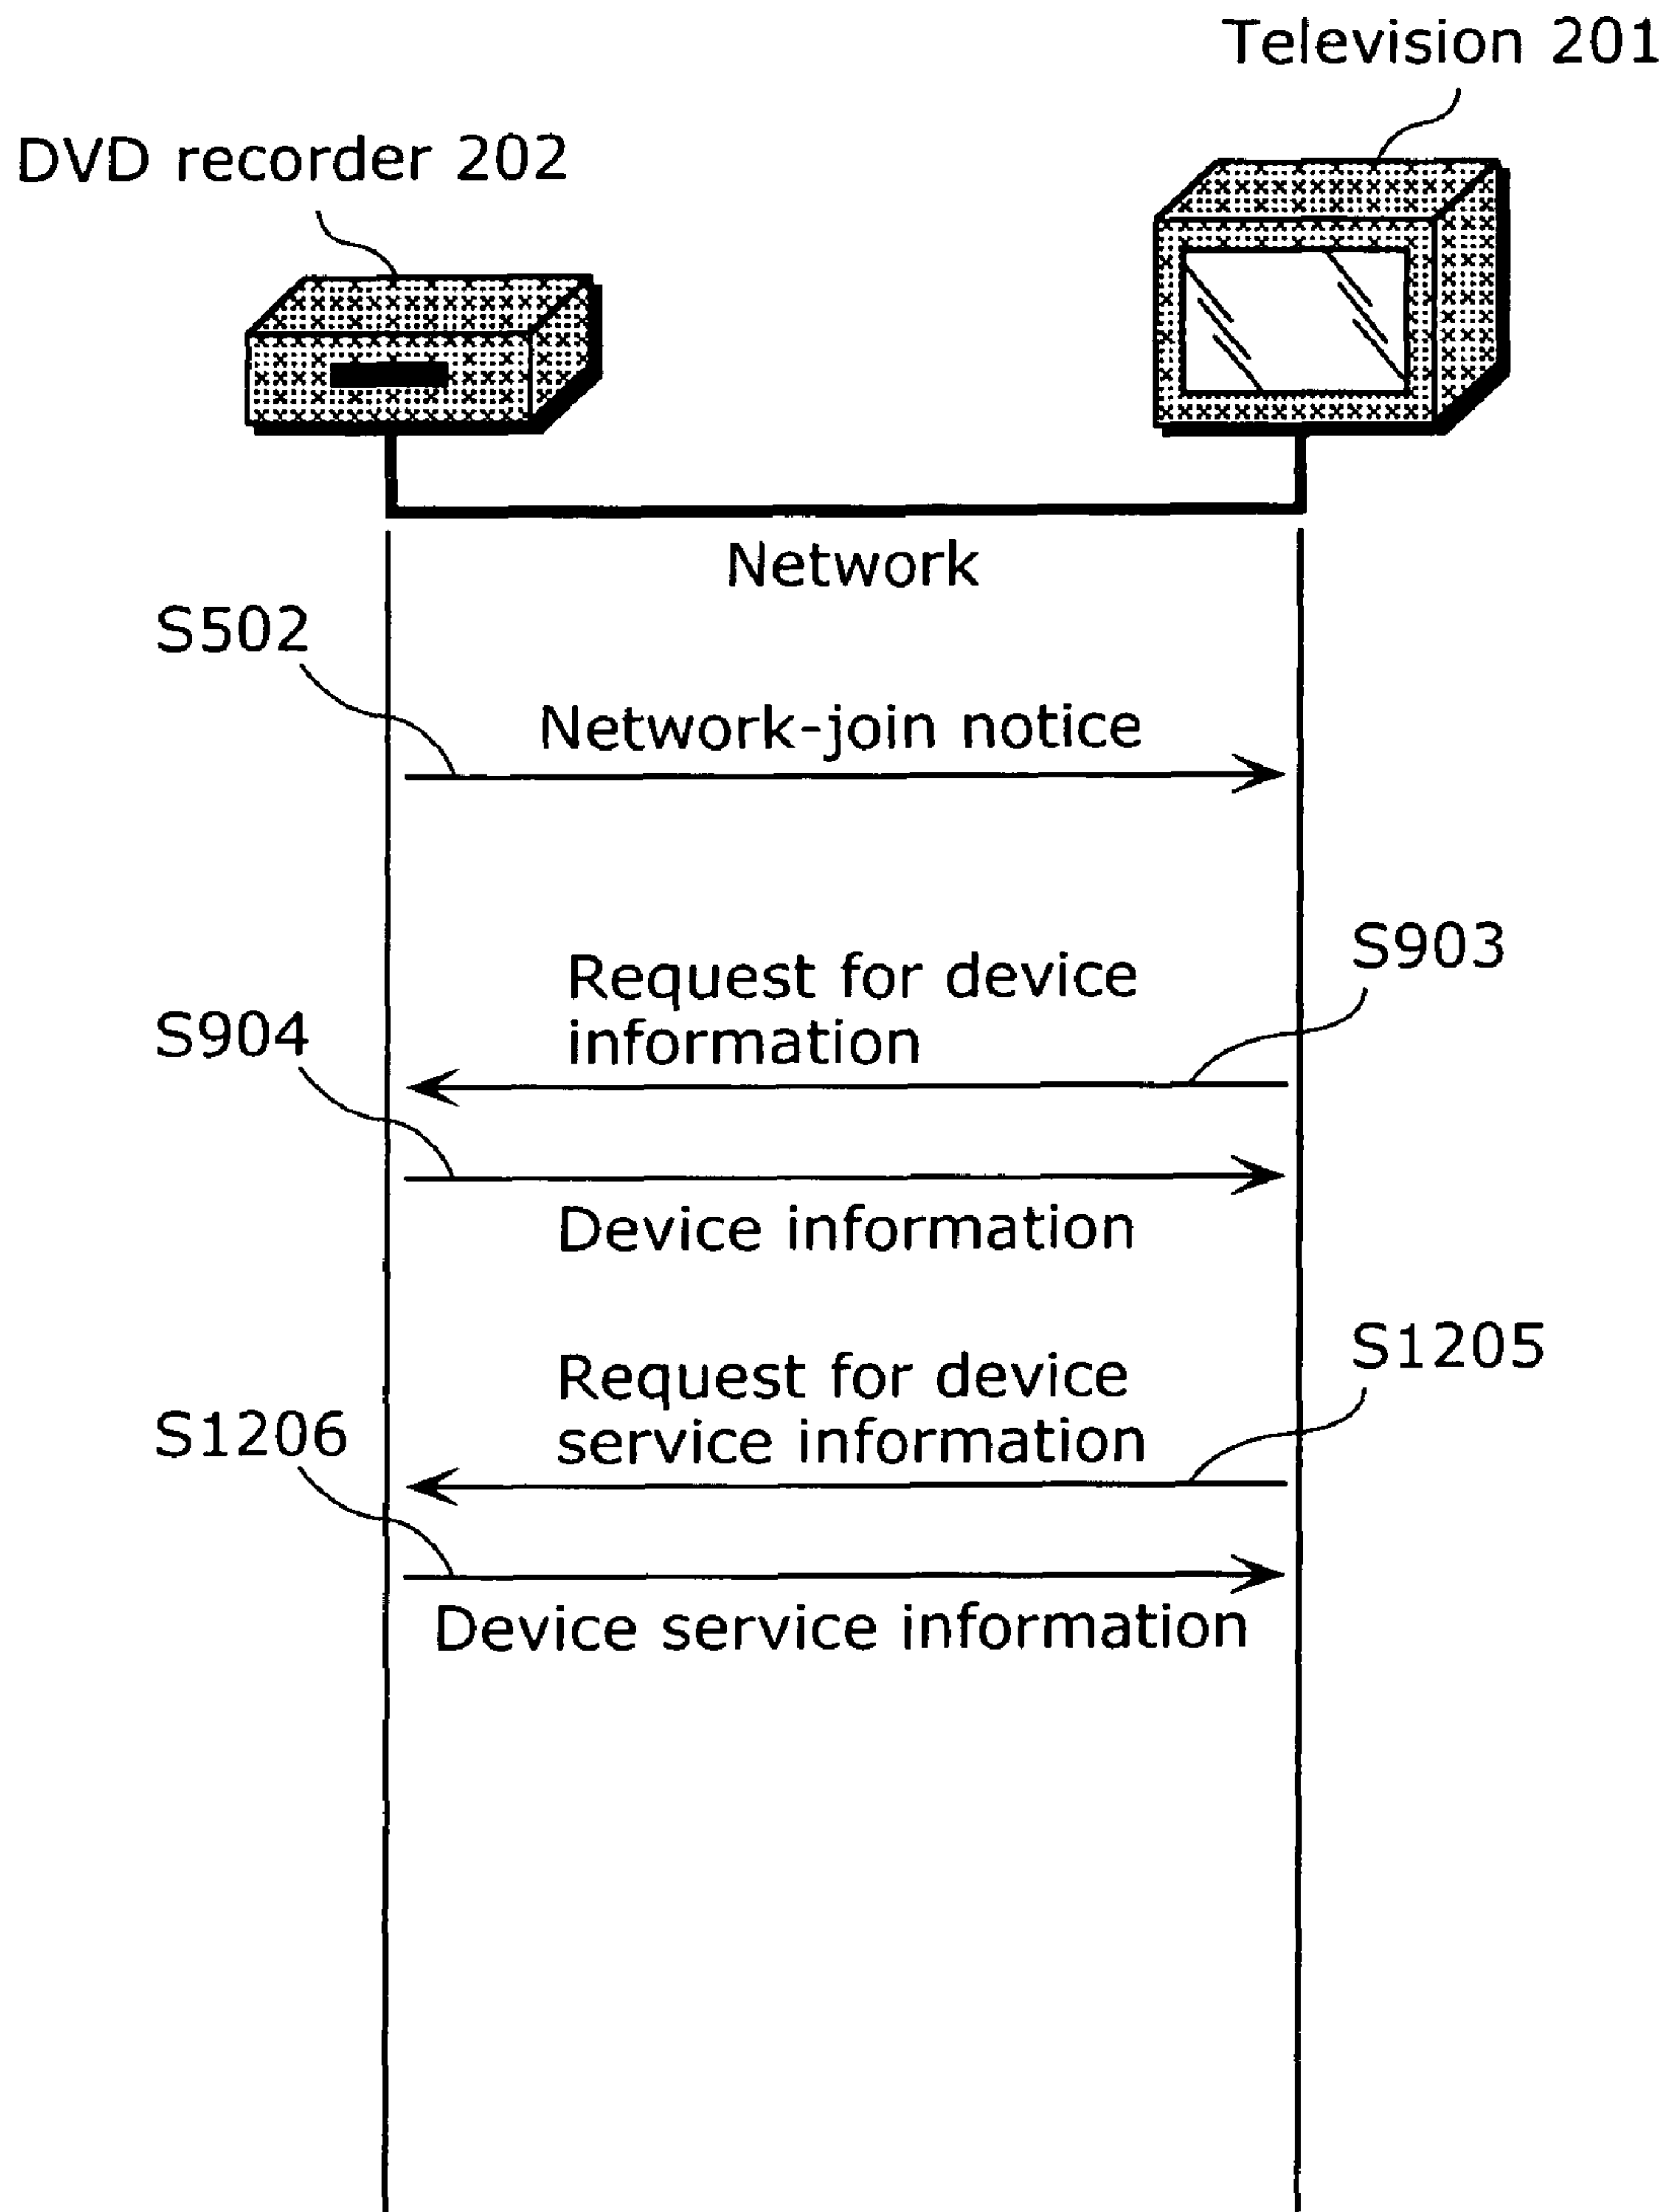 Television 201
DVD recorder 202
Network
S502
Network-join notice
S903
Request for device
information
S904
Device information
S1205
Request for device
service information
S1206
Device service information